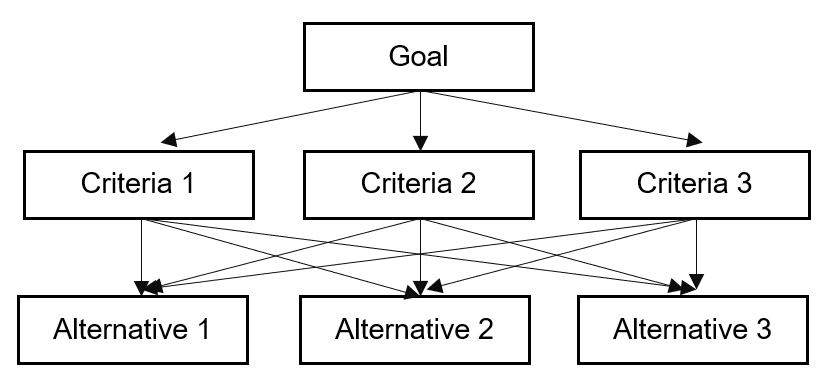 Goal
Criteria 1
Criteria 2
Criteria 3
Alternative 1
Alternative 2
Alternative 3